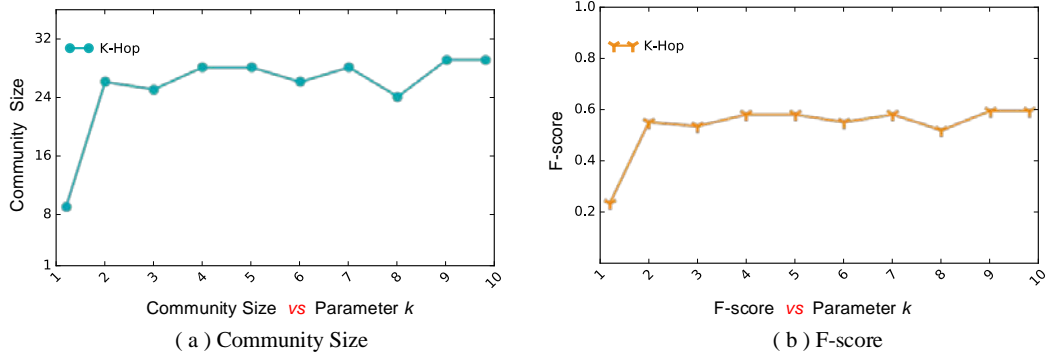 32
24
16
8
1
Community Size
K-Hop
1 2 3 4 5 6 7 8 9 10
Community Size vs Parameter k
( a ) Community Size
1.0
0.8
0.6
0.4
0.2
F-score
K-Hop
1 2 3 4 5 6 7 8 9 10
F-score vs Parameter k
( b ) F-score